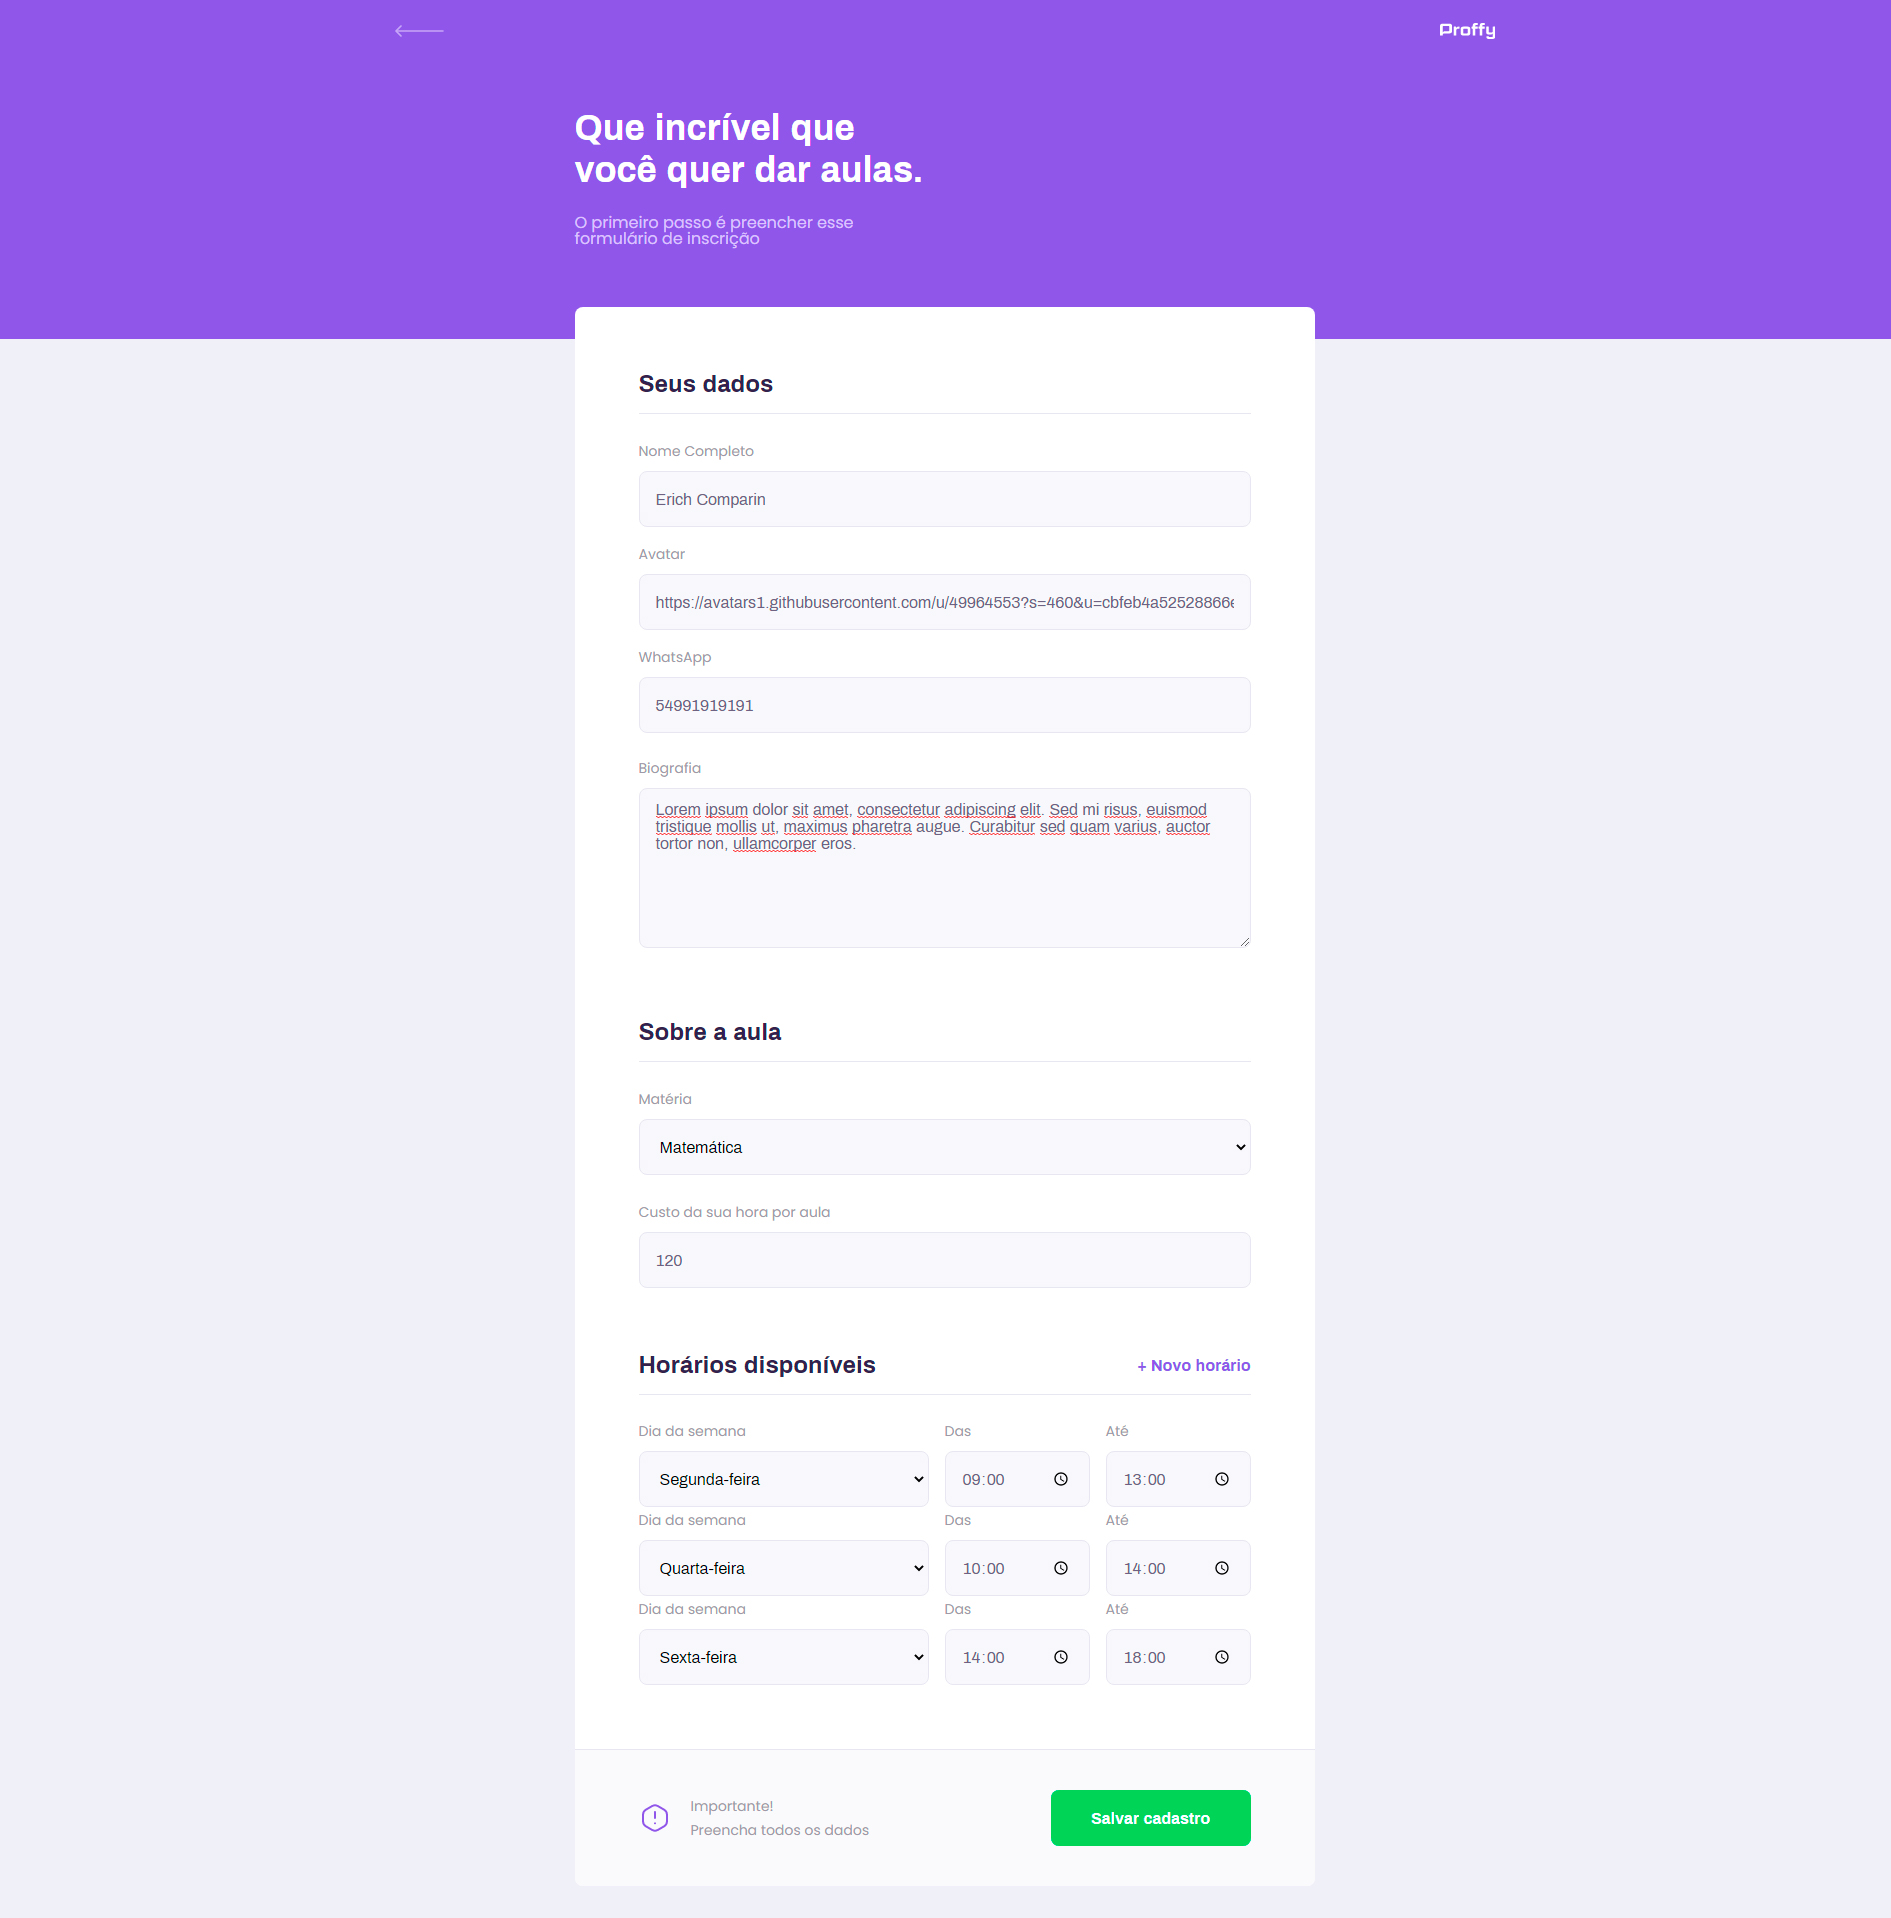 Proffy
Que incrível que
você quer dar aulas.
O primeiro passo é preencher esse
formulário de inscrição
Seus dados
Nome Completo
Erich Comparin
Avatar
https://avatars1.githubusercontent.com/u/49964553?s=460&u=cbfeb4a52528866e
WhatsApp
54991919191
Biografia
Lorem ipsum dolor sit amet, consectetur adipiscing elit. Sed mi risus, euismod
tristique mollis ut, maximus pharetra augue. Curabitur sed quam varius, auctor
tortor non, ullamcorper eros.
Sobre a aula
Matéria
Matemática
Custo da sua hora por aula
120
Horários disponíveis + Novo horário
Dia da semana Das Até
Segunda-feira 09:00 13:00
Dia da semana Das Até
Quarta-feira 10:00 14:00
Dia da semana Das Até
Sexta-feira 14:00 18:00
Importante!
Preencha todos os dados
Salvar cadastro